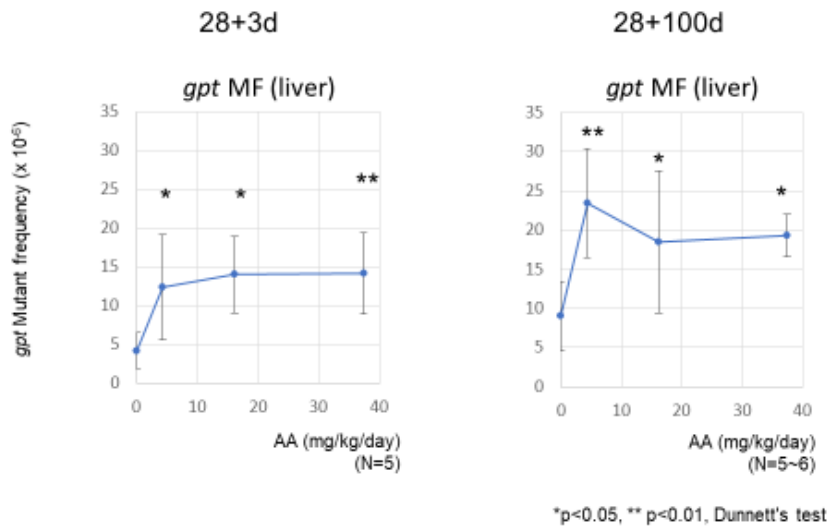 28+3d
gpt MF (liver)
gpt Mutant frequency (x 10⁻⁶)
35
30
25
20
15
10
5
0
*
*
**
0 10 20 30 40
AA (mg/kg/day)
(N=5)
28+100d
gpt MF (liver)
35
30
25
20
15
10
5
0
**
*
*
0 10 20 30 40
AA (mg/kg/day)
(N=5~6)
*p<0.05, ** p<0.01, Dunnett's test